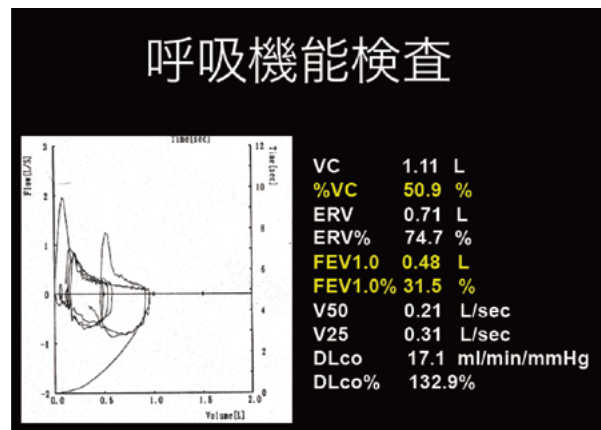 呼吸機能検査
Time[sec]
Flow[L/S]
Time[sec]
3
2
1
0
-1
-2
12
10
8
6
4
2
0
0.0 0.5 1.0 1.5 2.0
Volume[L]
VC 1.11 L
%VC 50.9 %
ERV 0.71 L
ERV% 74.7 %
FEV1.0 0.48 L
FEV1.0% 31.5 %
V50 0.21 L/sec
V25 0.31 L/sec
DLco 17.1 ml/min/mmHg
DLco% 132.9%